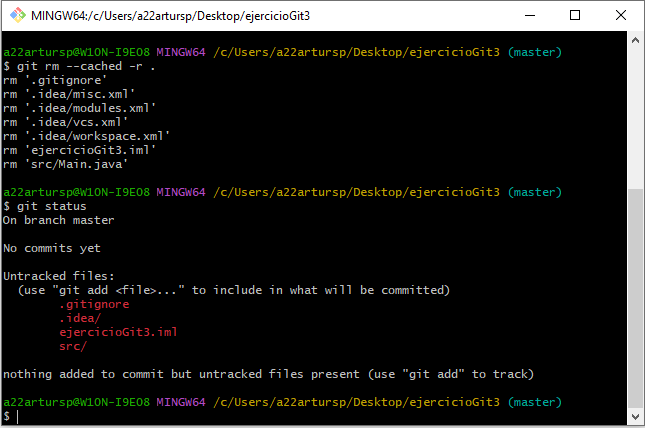 MINGW64:/c/Users/a22artursp/Desktop/ejercicioGit3
a22artursp@W10N-I9E08 MINGW64 /c/Users/a22artursp/Desktop/ejercicioGit3 (master)
$ git rm --cached -r .
rm '.gitignore'
rm '.idea/misc.xml'
rm '.idea/modules.xml'
rm '.idea/vcs.xml'
rm '.idea/workspace.xml'
rm 'ejercicioGit3.iml'
rm 'src/Main.java'
a22artursp@W10N-I9E08 MINGW64 /c/Users/a22artursp/Desktop/ejercicioGit3 (master)
$ git status
On branch master
No commits yet
Untracked files:
(use "git add <file>..." to include in what will be committed)
.gitignore
.idea/
ejercicioGit3.iml
src/
nothing added to commit but untracked files present (use "git add" to track)
a22artursp@W10N-I9E08 MINGW64 /c/Users/a22artursp/Desktop/ejercicioGit3 (master)
$